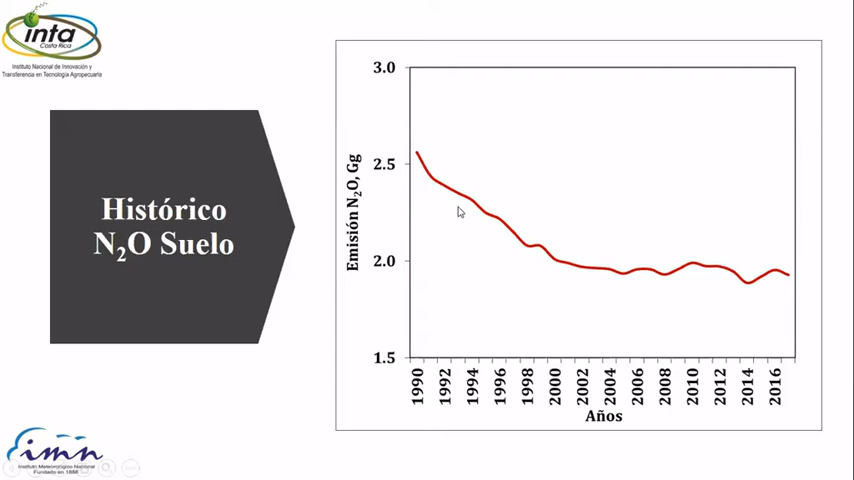 inta
Costa Rica
Instituto Nacional de Innovación y
Transferencia en Tecnología Agropecuaria
Histórico
N₂O Suelo
3.0
2.5
2.0
1.5
Emisión N₂O, Gg
1990
1992
1994
1996
1998
2000
2002
2004
2006
2008
2010
2012
2014
2016
Años
imn
Instituto Meteorológico Nacional
Fundado en 1888